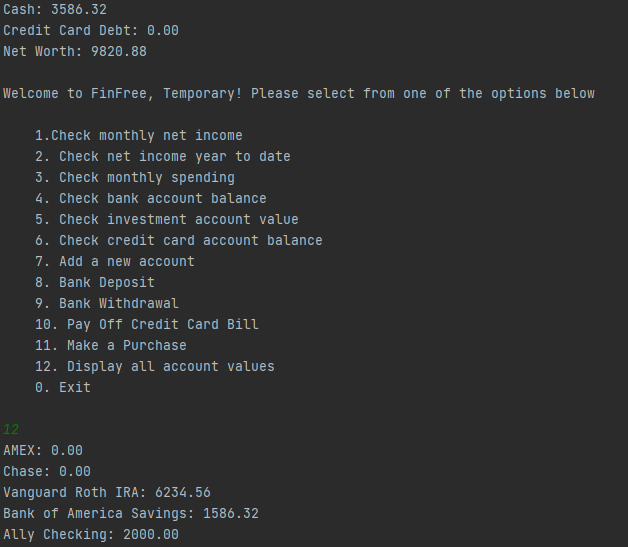 Cash: 3586.32
Credit Card Debt: 0.00
Net Worth: 9820.88
Welcome to FinFree, Temporary! Please select from one of the options below
1.Check monthly net income
2. Check net income year to date
3. Check monthly spending
4. Check bank account balance
5. Check investment account value
6. Check credit card account balance
7. Add a new account
8. Bank Deposit
9. Bank Withdrawal
10. Pay Off Credit Card Bill
11. Make a Purchase
12. Display all account values
0. Exit
12
AMEX: 0.00
Chase: 0.00
Vanguard Roth IRA: 6234.56
Bank of America Savings: 1586.32
Ally Checking: 2000.00